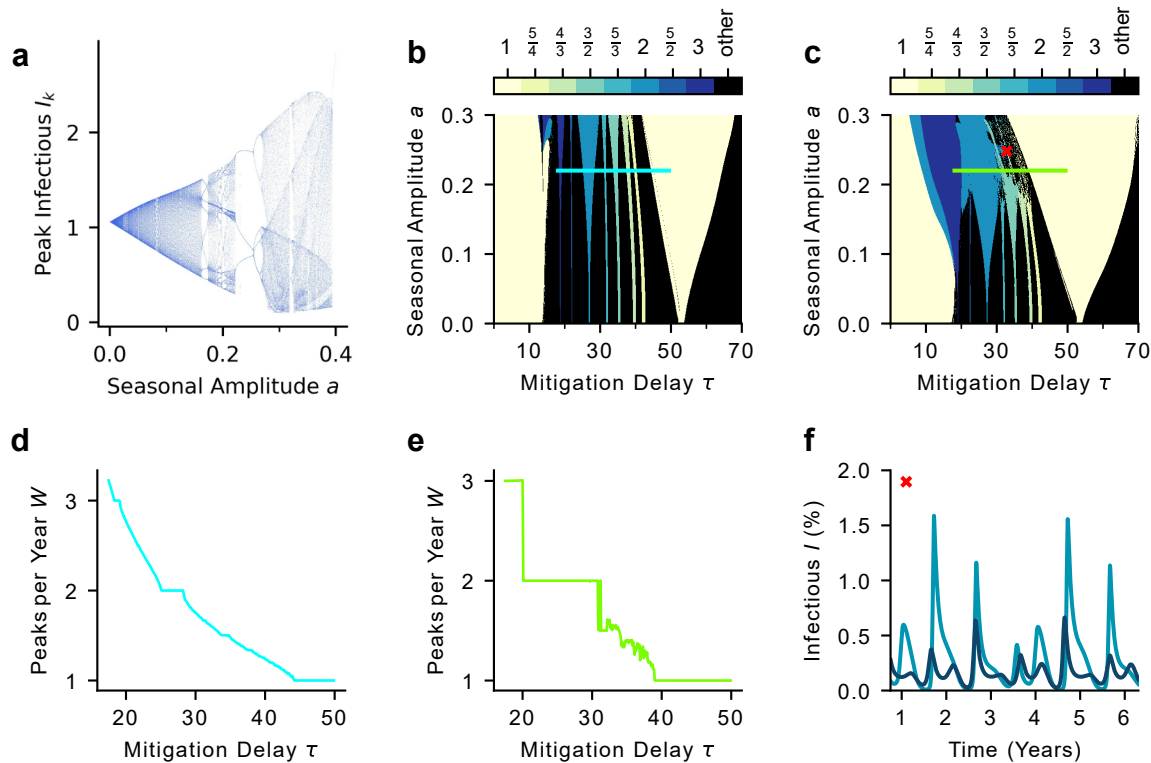 a
Peak Infectious I_k
2
1
0
0.0 0.2 0.4
Seasonal Amplitude a
b
1 5/4 4/3 3/2 5/3 2 5/2 3 other
Seasonal Amplitude a
0.3
0.2
0.1
0.0
10 30 50 70
Mitigation Delay τ
c
1 5/4 4/3 3/2 5/3 2 5/2 3 other
Seasonal Amplitude a
0.3
0.2
0.1
0.0
10 30 50 70
Mitigation Delay τ
d
Peaks per Year W
3
2
1
20 30 40 50
Mitigation Delay τ
e
Peaks per Year W
3
2
1
20 30 40 50
Mitigation Delay τ
f
Infectious I (%)
2.0
1.5
1.0
0.5
0.0
1 2 3 4 5 6
Time (Years)